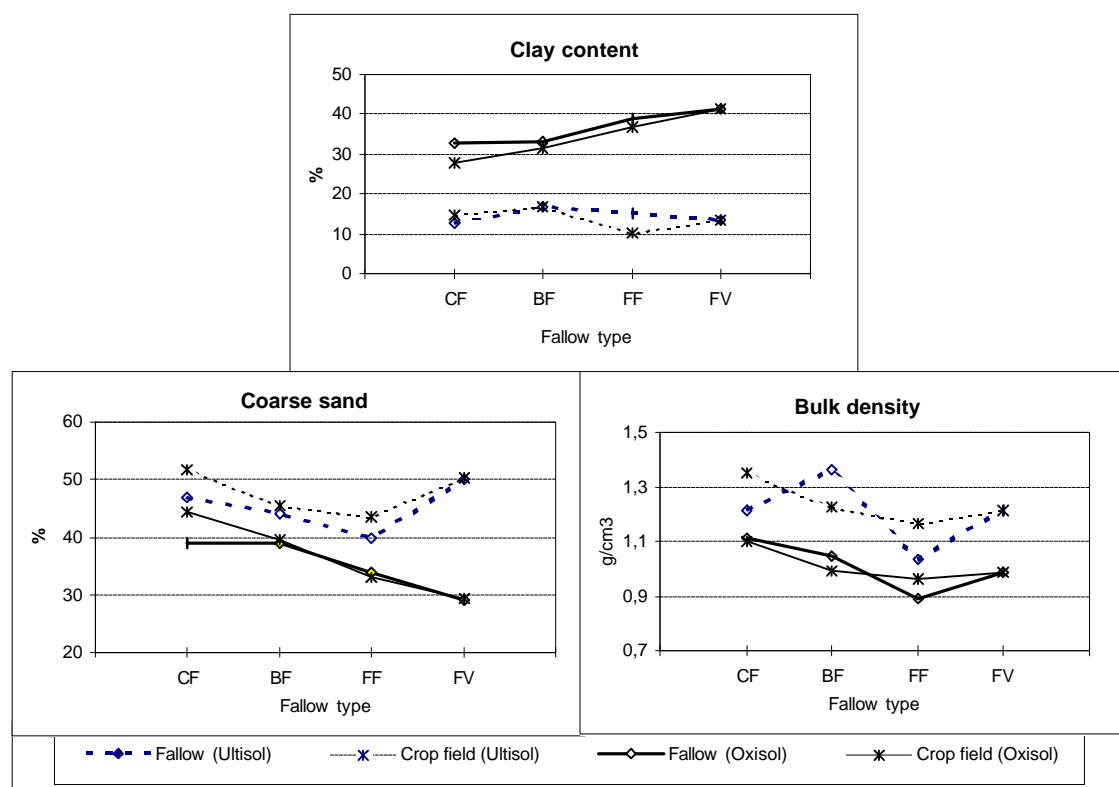 Clay content
50
40
30
20
10
0
%
CF BF FF FV
Fallow type
Coarse sand
60
50
40
30
20
%
CF BF FF FV
Fallow type
Bulk density
1,5
1,3
1,1
0,9
0,7
g/cm3
CF BF FF FV
Fallow type
Fallow (Ultisol) Crop field (Ultisol) Fallow (Oxisol) Crop field (Oxisol)